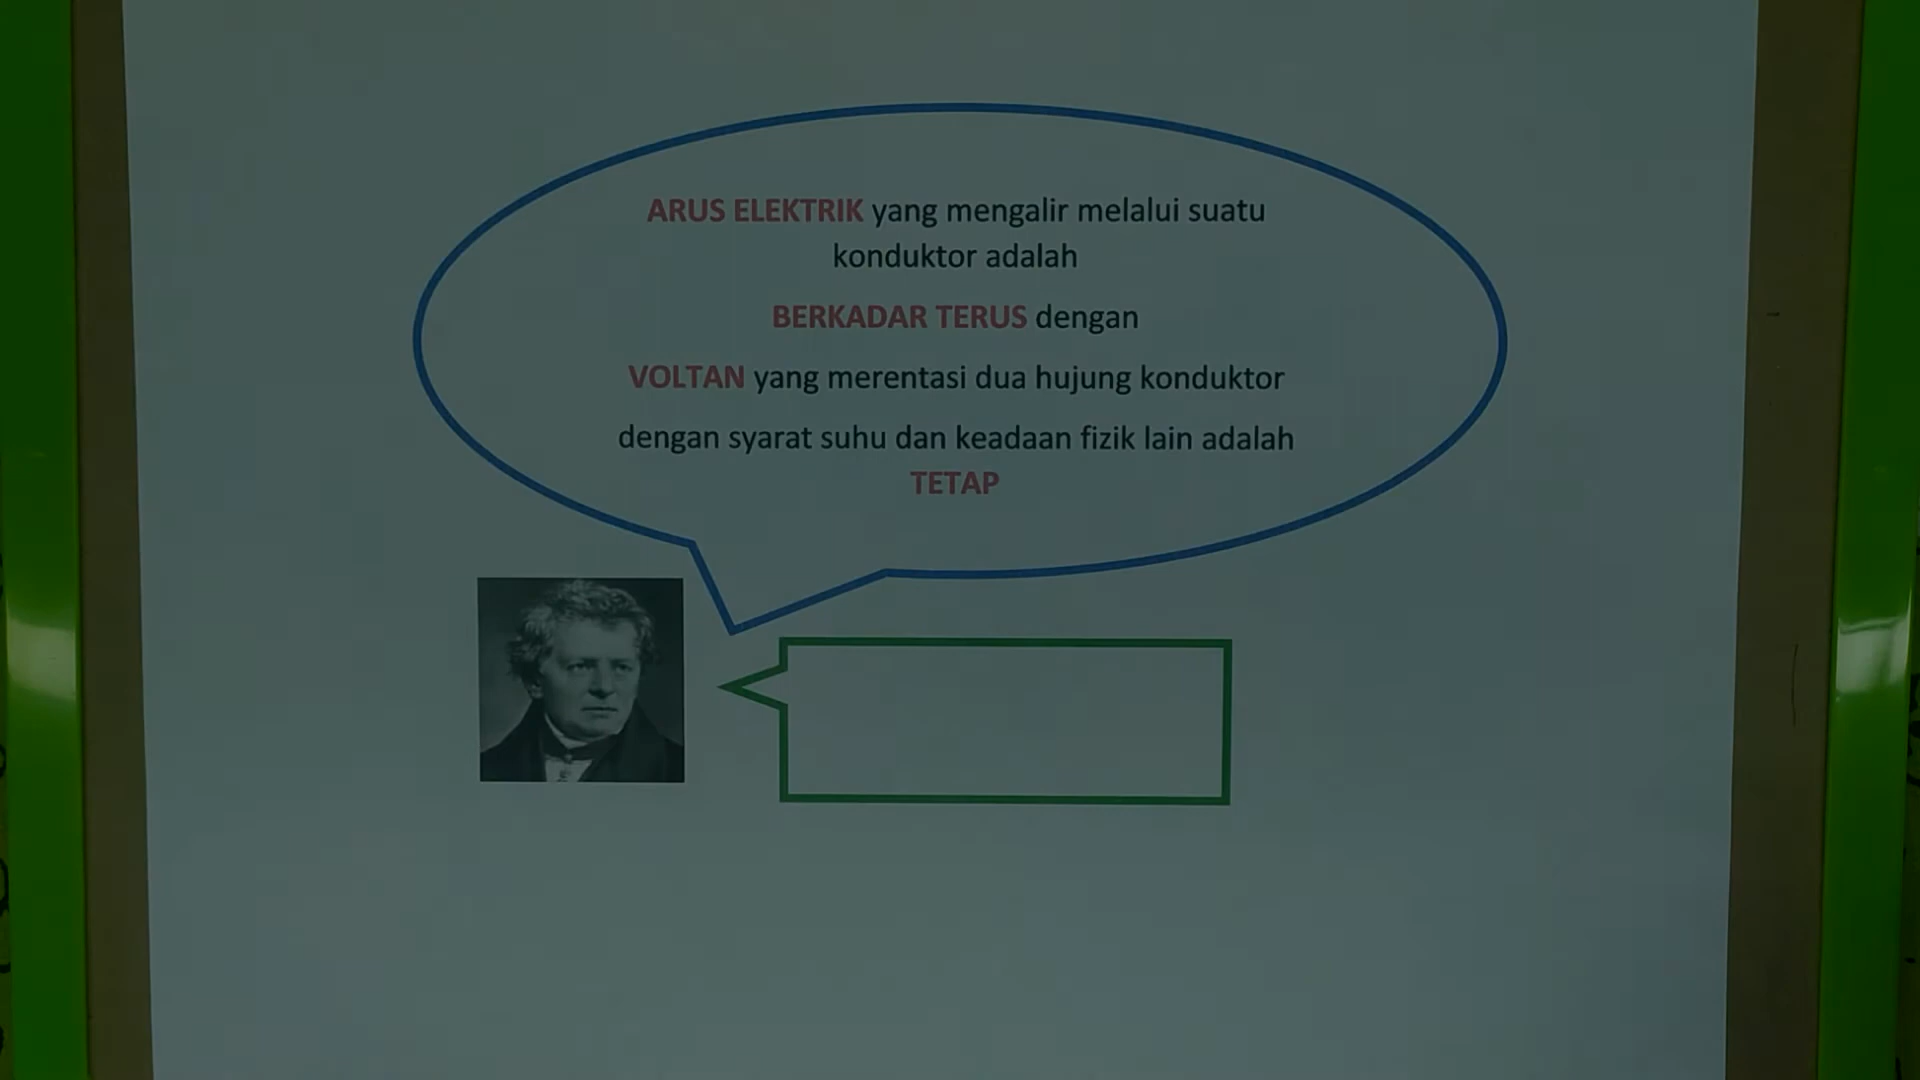 ARUS ELEKTRIK yang mengalir melalui suatu
konduktor adalah
BERKADAR TERUS dengan
VOLTAN yang merentasi dua hujung konduktor
dengan syarat suhu dan keadaan fizik lain adalah
TETAP